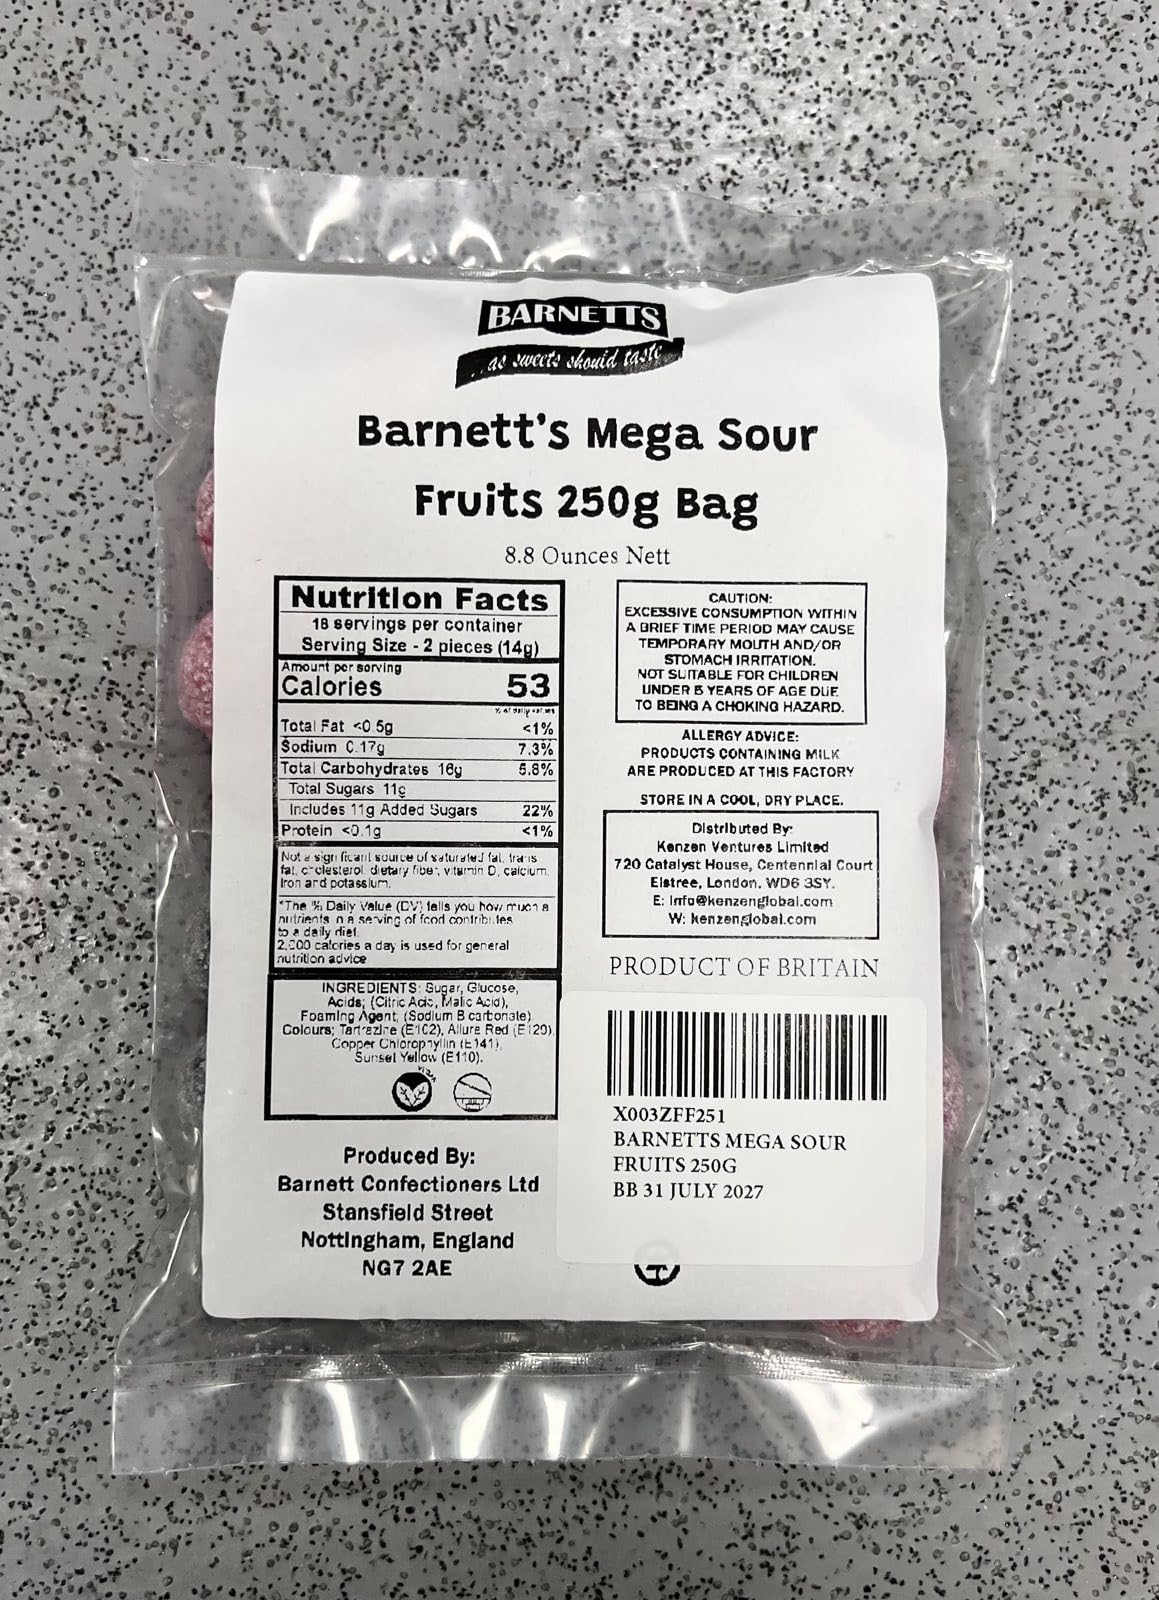 BARNETTS
...as sweets should taste
Barnett's Mega Sour
Fruits 250g Bag
8.8 Ounces Nett
Nutrition Facts
18 servings per container
Serving Size - 2 pieces (14g)
Amount per serving
Calories 53
% of daily values
Total Fat <0.5g <1%
Sodium 0.17g 7.3%
Total Carbohydrates 16g 5.8%
Total Sugars 11g
Includes 11g Added Sugars 22%
Protein <0.1g <1%
Not a significant source of saturated fat, trans
fat, cholesterol, dietary fiber, vitamin D, calcium,
iron and potassium.
*The % Daily Value (DV) tells you how much a
nutrients in a serving of food contributes
to a daily diet.
2,000 calories a day is used for general
nutrition advice
INGREDIENTS: Sugar, Glucose,
Acids; (Citric Acid, Malic Acid),
Foaming Agent; (Sodium Bicarbonate).
Colours; Tartrazine (E102), Allura Red (E129),
Copper Chlorophyllin (E141),
Sunset Yellow (E110).
VEGAN
Produced By:
Barnett Confectioners Ltd
Stansfield Street
Nottingham, England
NG7 2AE
CAUTION:
EXCESSIVE CONSUMPTION WITHIN
A BRIEF TIME PERIOD MAY CAUSE
TEMPORARY MOUTH AND/OR
STOMACH IRRITATION.
NOT SUITABLE FOR CHILDREN
UNDER 5 YEARS OF AGE DUE
TO BEING A CHOKING HAZARD.
ALLERGY ADVICE:
PRODUCTS CONTAINING MILK
ARE PRODUCED AT THIS FACTORY
STORE IN A COOL, DRY PLACE.
Distributed By:
Kenzen Ventures Limited
720 Catalyst House, Centennial Court
Elstree, London. WD6 3SY.
E: Info@kenzenglobal.com
W: kenzenglobal.com
PRODUCT OF BRITAIN
X003ZFF251
BARNETTS MEGA SOUR
FRUITS 250G
BB 31 JULY 2027